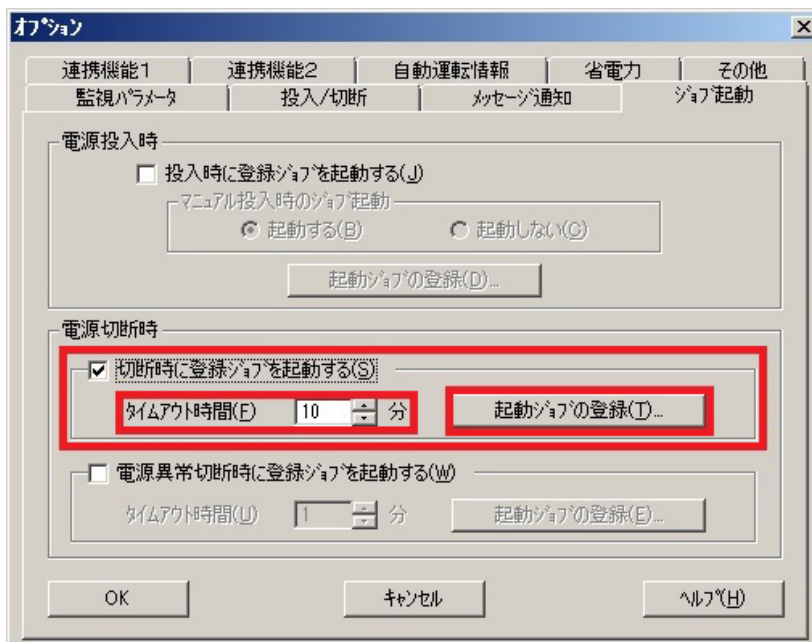 オプション
連携機能1 連携機能2 自動運転情報 省電力 その他
監視パラメータ 投入/切断 メッセージ通知 ジョブ起動
電源投入時
投入時に登録ジョブを起動する(J)
マニュアル投入時のジョブ起動
起動する(B) 起動しない(C)
起動ジョブの登録(D)...
電源切断時
切断時に登録ジョブを起動する(S)
タイムアウト時間(F) 10 分 起動ジョブの登録(T)...
電源異常切断時に登録ジョブを起動する(W)
タイムアウト時間(U) 1 分 起動ジョブの登録(E)...
OK キャンセル ヘルプ(H)